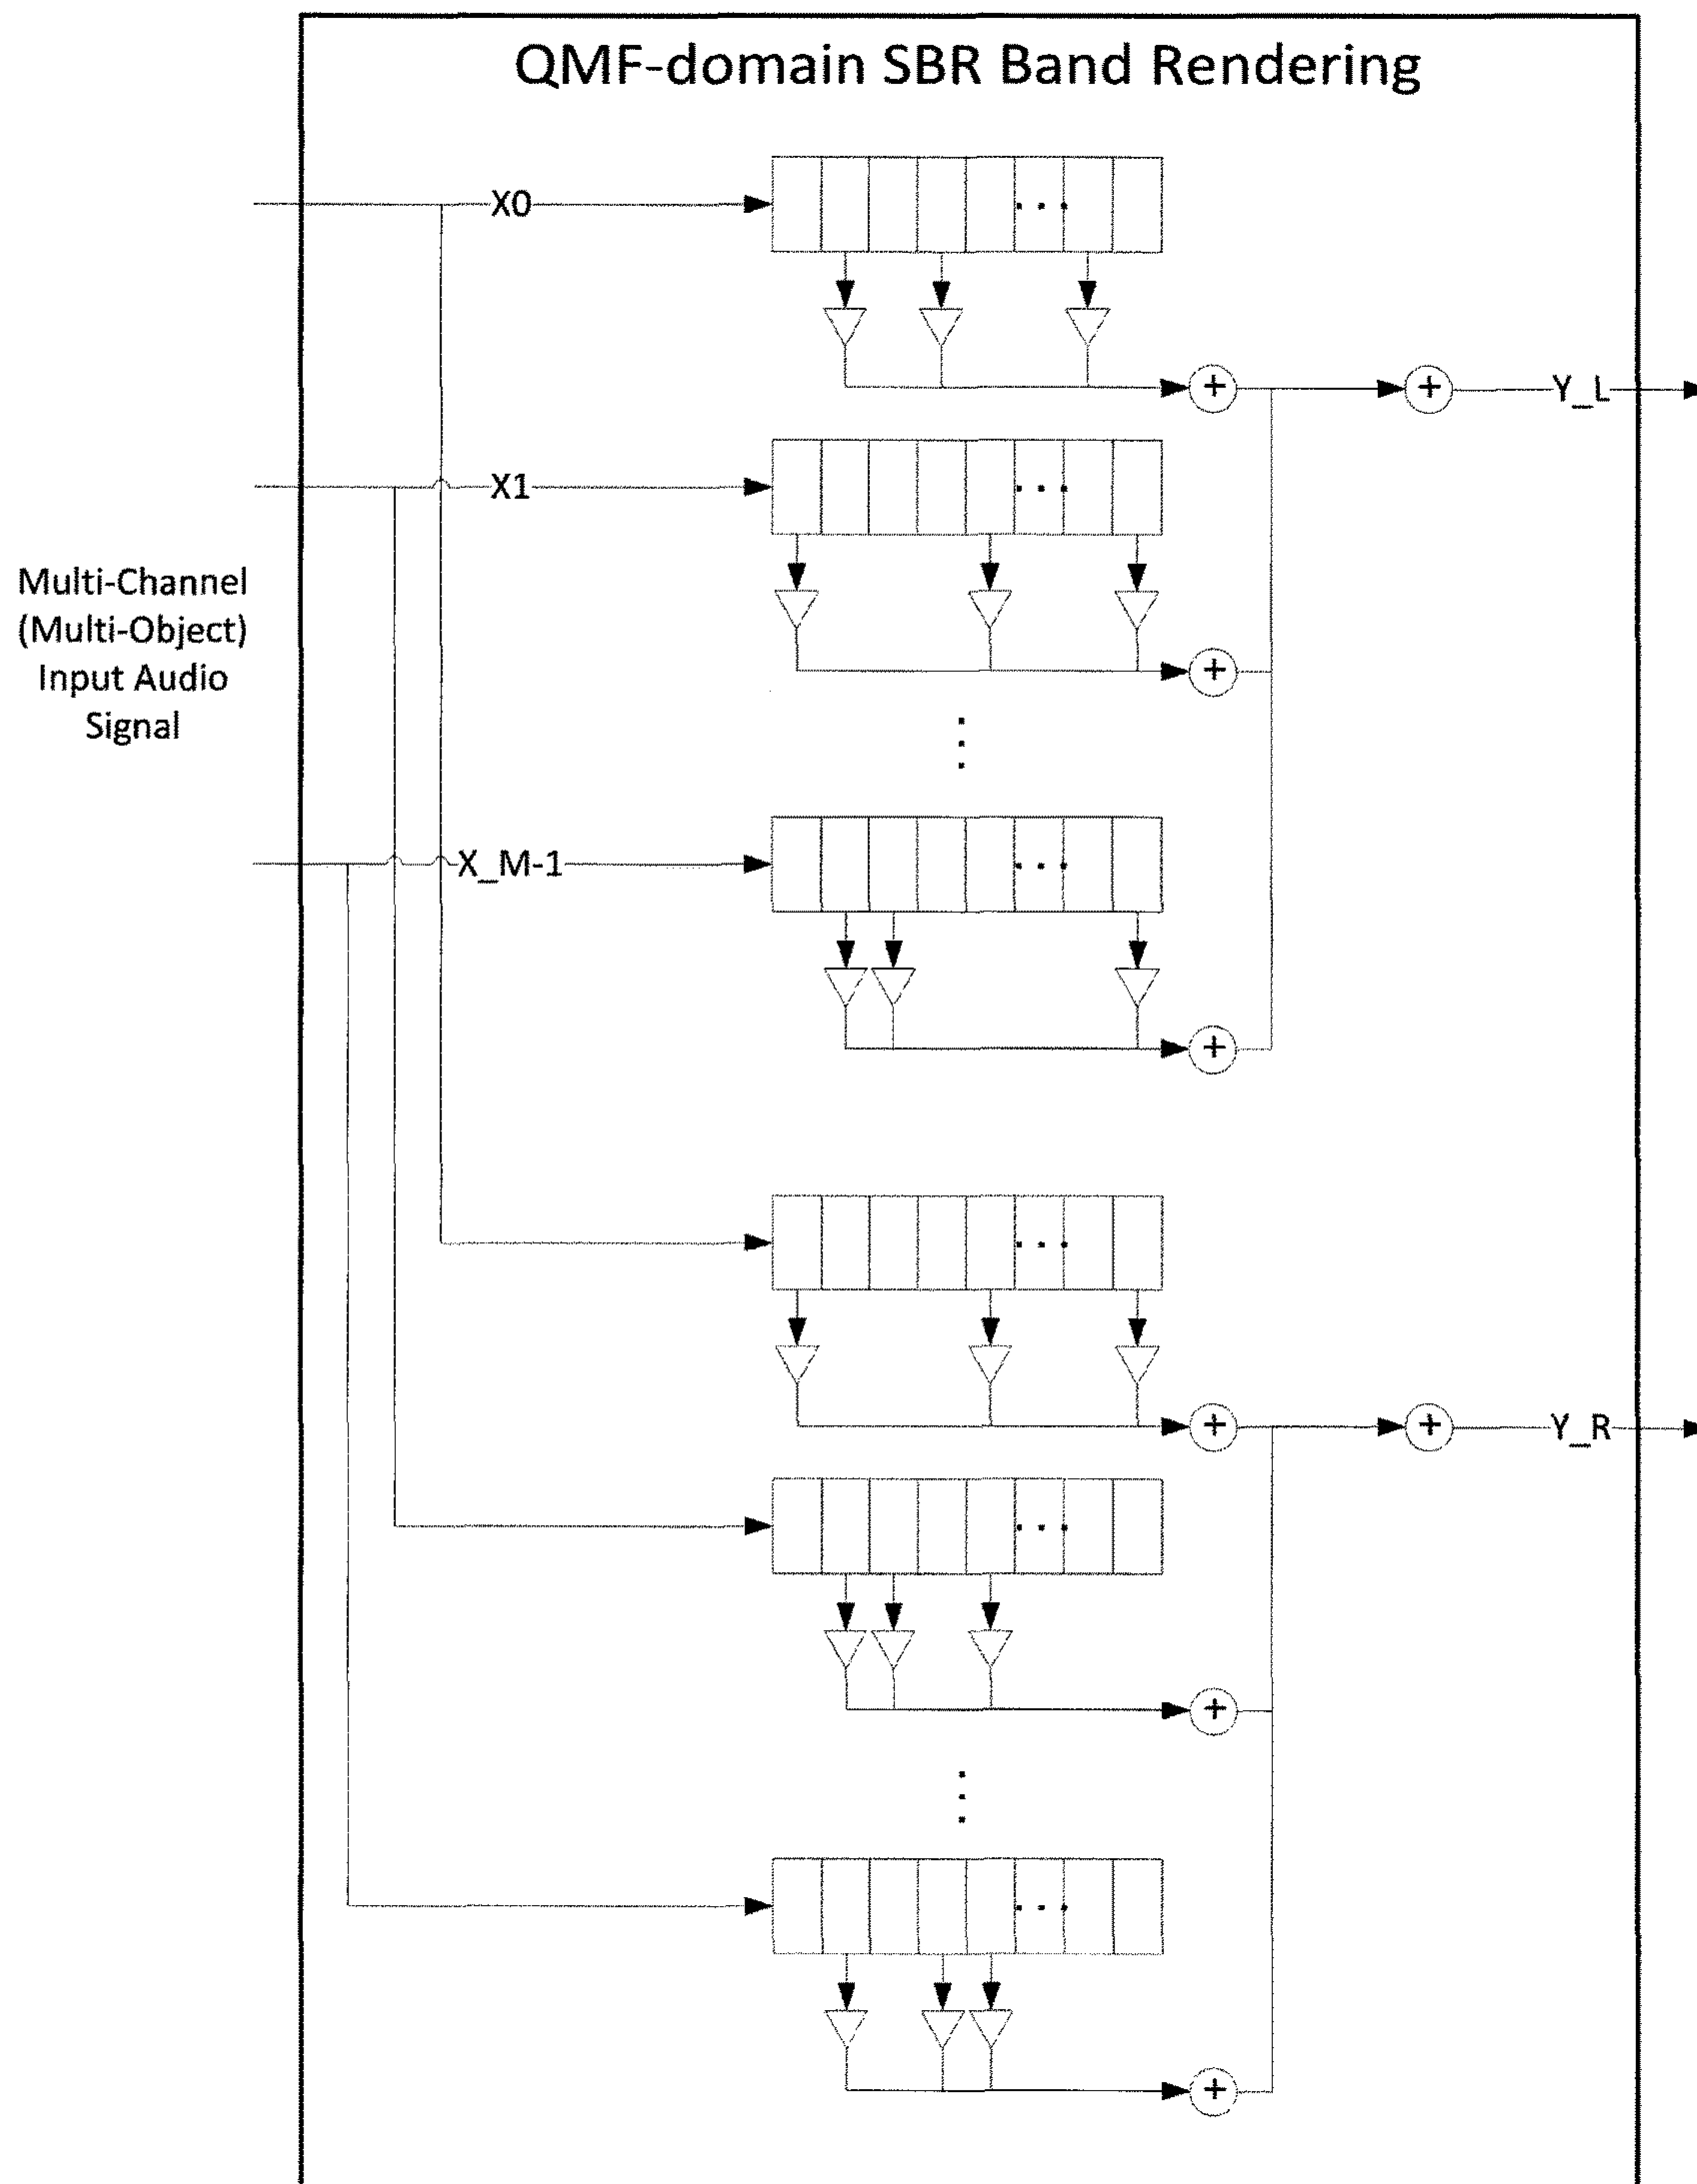 QMF-domain SBR Band Rendering
X0
Y_L
X1
Multi-Channel
(Multi-Object)
Input Audio
Signal
X_M-1
Y_R